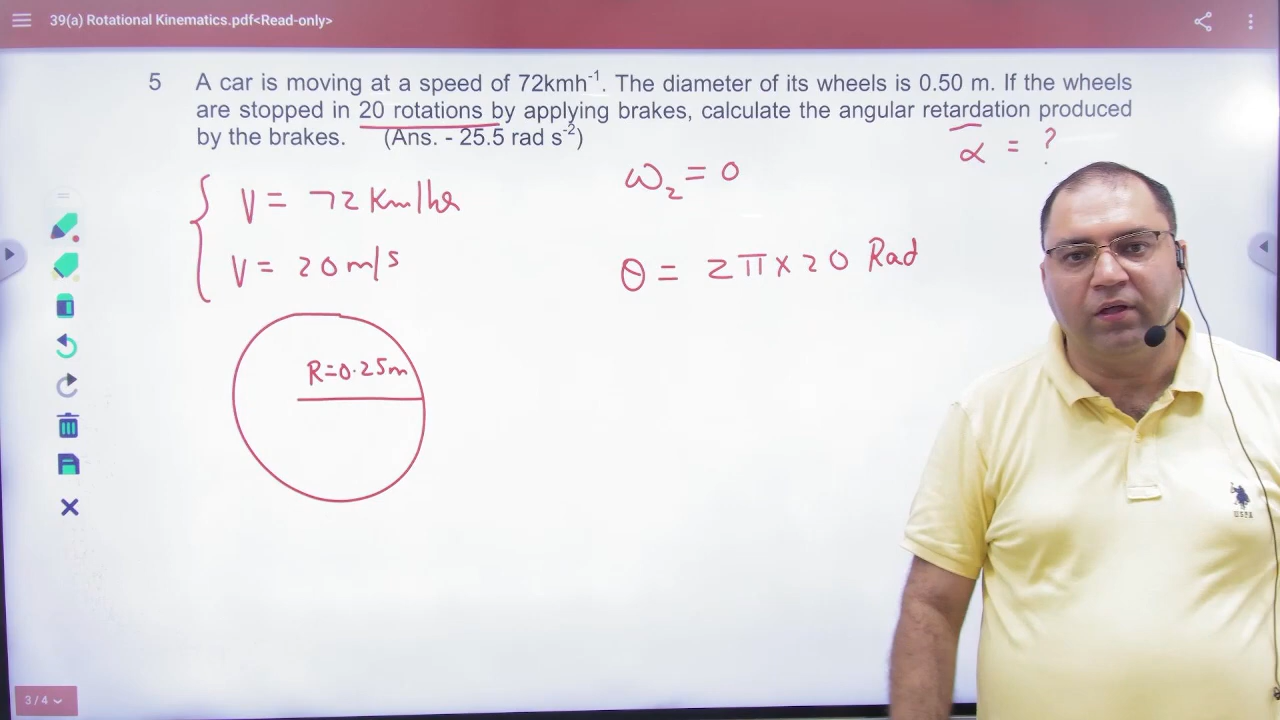 39(a) Rotational Kinematics.pdf<Read-only>
5 A car is moving at a speed of 72kmh⁻¹. The diameter of its wheels is 0.50 m. If the wheels
are stopped in 20 rotations by applying brakes, calculate the angular retardation produced
by the brakes. (Ans. - 25.5 rad s⁻²)
α = ?
V = 72 Km/hr
V = 20 m/s
ω₂ = 0
θ = 2π × 20 Rad
R=0.25m
USPA
3 / 4